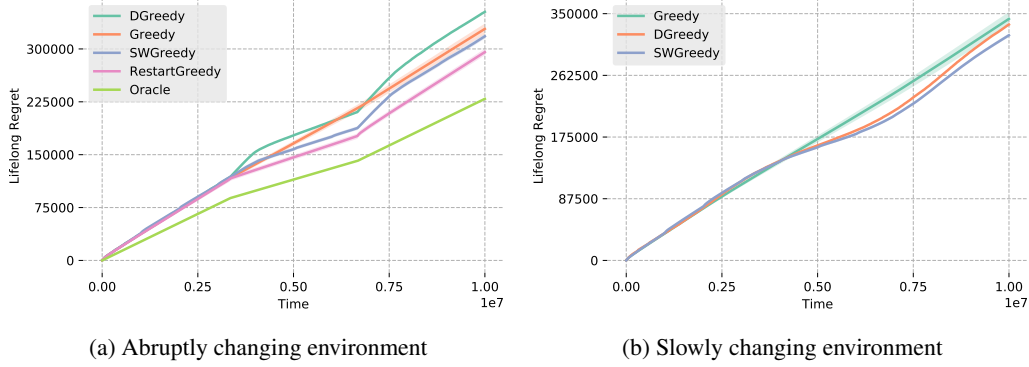 DGreedy
Greedy
SWGreedy
RestartGreedy
Oracle
300000
225000
150000
75000
0
Lifelong Regret
0.00
0.25
0.50
0.75
1.00
1e7
Time
(a) Abruptly changing environment
Greedy
DGreedy
SWGreedy
350000
262500
175000
87500
0
Lifelong Regret
0.00
0.25
0.50
0.75
1.00
1e7
Time
(b) Slowly changing environment